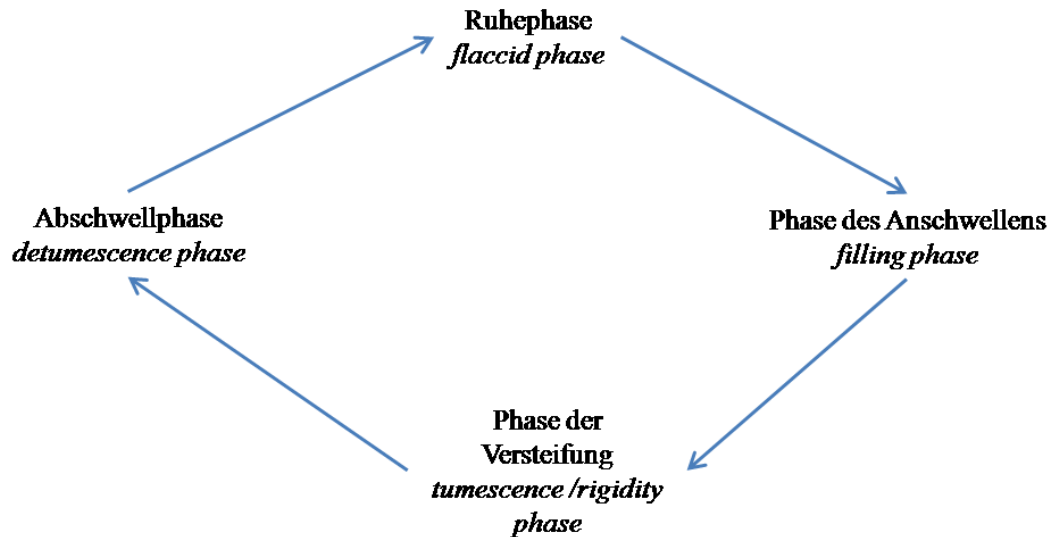 Ruhephase
flaccid phase
Abschwellphase
detumescence phase
Phase des Anschwellens
filling phase
Phase der
Versteifung
tumescence /rigidity
phase